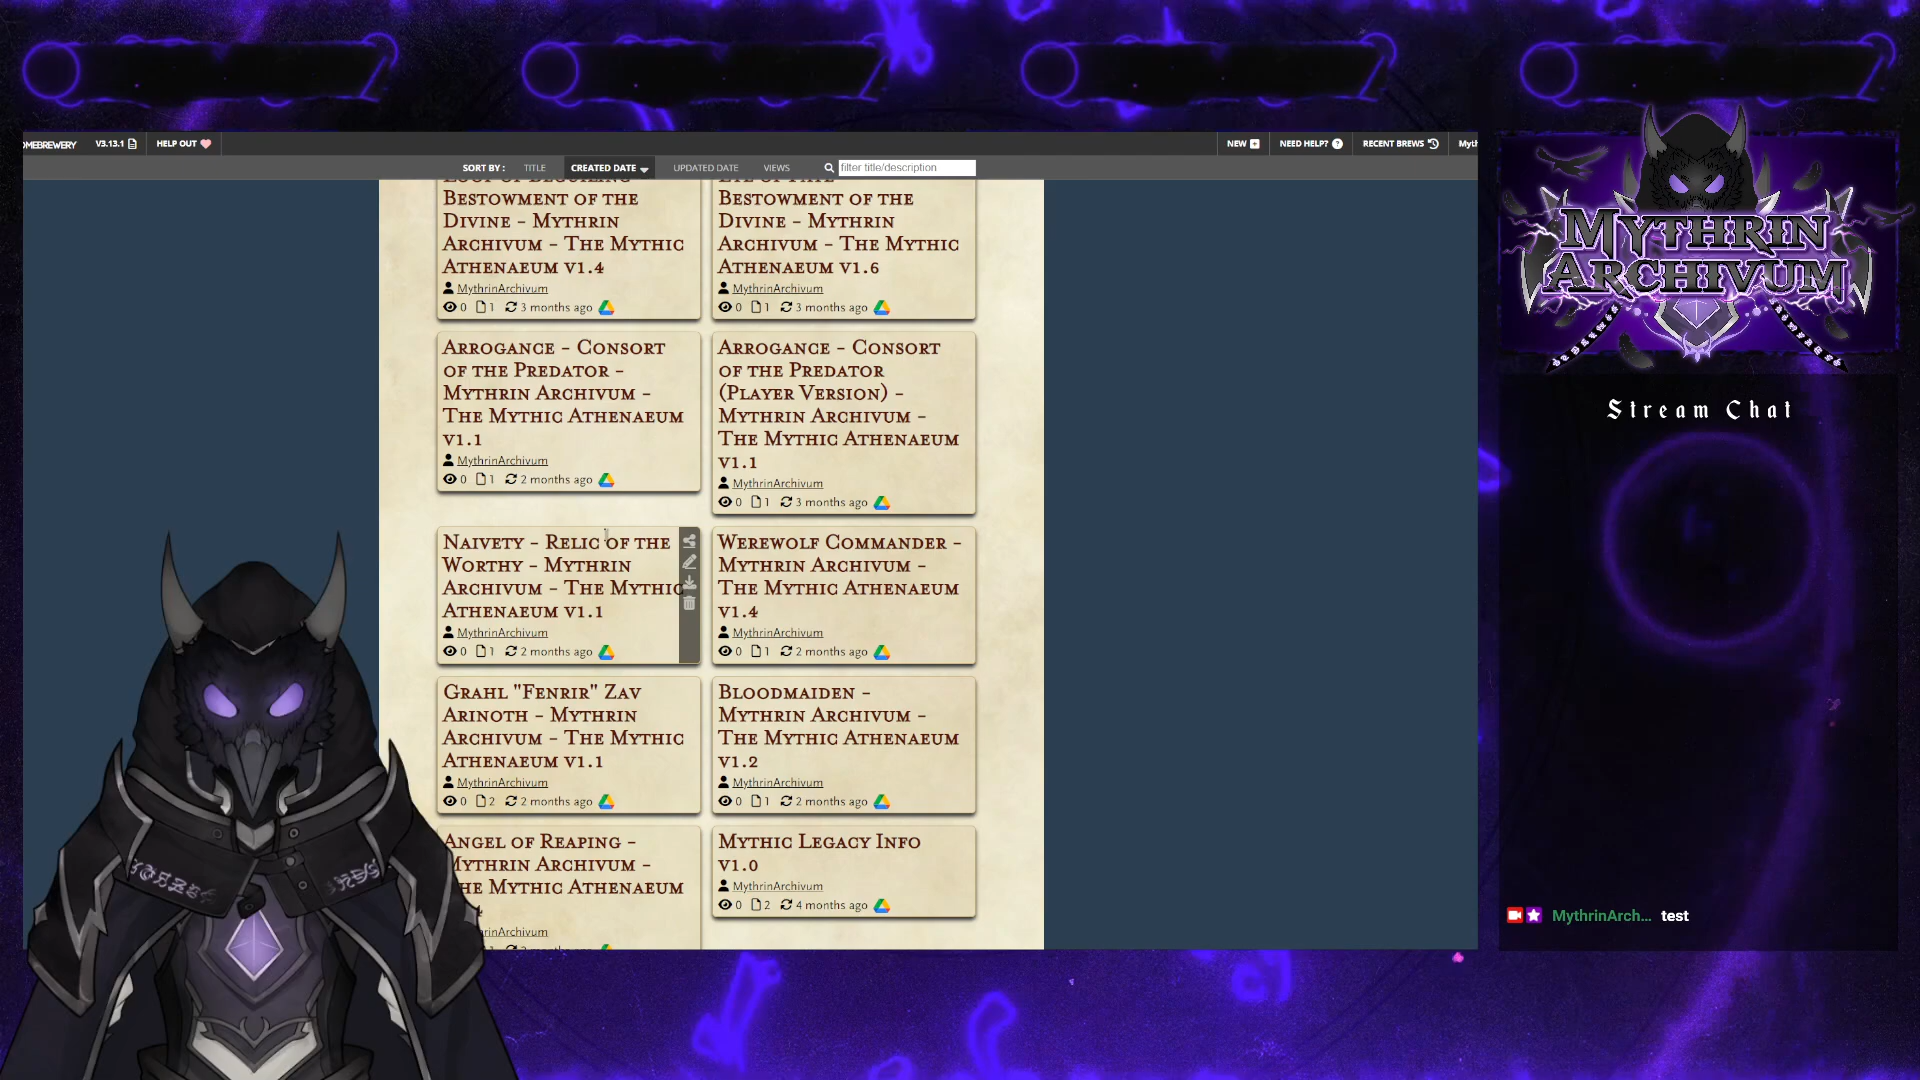 OMEBREWERY
V3.13.1
HELP OUT
NEW
NEED HELP?
RECENT BREWS
SORT BY :
TITLE
CREATED DATE
UPDATED DATE
VIEWS
filter title/description
Bestowment of the
Divine - Mythrin
Archivum - The Mythic
Athenaeum v1.4
MythrinArchivum
0 1 3 months ago
Bestowment of the
Divine - Mythrin
Archivum - The Mythic
Athenaeum v1.6
MythrinArchivum
0 1 3 months ago
Arrogance - Consort
of the Predator -
Mythrin Archivum -
The Mythic Athenaeum
v1.1
MythrinArchivum
0 1 2 months ago
Arrogance - Consort
of the Predator
(Player Version) -
Mythrin Archivum -
The Mythic Athenaeum
v1.1
MythrinArchivum
0 1 3 months ago
Naivety - Relic of the
Worthy - Mythrin
Archivum - The Mythic
Athenaeum v1.1
MythrinArchivum
0 1 2 months ago
Werewolf Commander -
Mythrin Archivum -
The Mythic Athenaeum
v1.4
MythrinArchivum
0 1 2 months ago
Grahl "Fenrir" Zav
Arinoth - Mythrin
Archivum - The Mythic
Athenaeum v1.1
MythrinArchivum
0 2 2 months ago
Bloodmaiden -
Mythrin Archivum -
The Mythic Athenaeum
v1.2
MythrinArchivum
0 1 2 months ago
Angel of Reaping -
Mythrin Archivum -
The Mythic Athenaeum
Mythic Legacy Info
v1.0
MythrinArchivum
0 2 4 months ago
MYTHRIN
ARCHIVUM
Stream Chat
MythrinArch... test